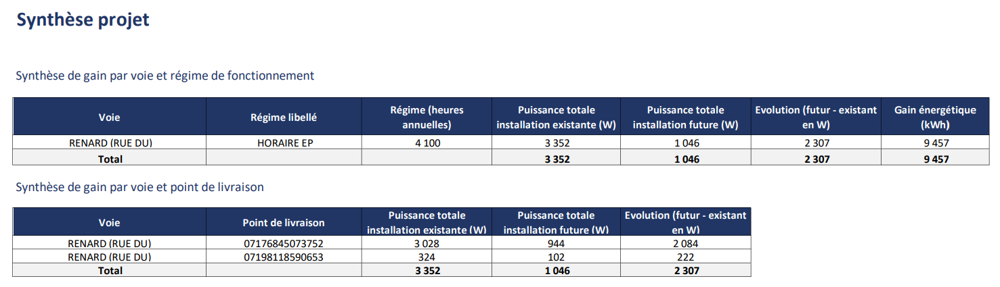 Synthèse projet
Synthèse de gain par voie et régime de fonctionnement
Voie Régime libellé Régime (heures annuelles) Puissance totale installation existante (W) Puissance totale installation future (W) Evolution (futur - existant en W) Gain énergétique (kWh)
RENARD (RUE DU) HORAIRE EP 4 100 3 352 1 046 2 307 9 457
Total 3 352 1 046 2 307 9 457
Synthèse de gain par voie et point de livraison
Voie Point de livraison Puissance totale installation existante (W) Puissance totale installation future (W) Evolution (futur - existant en W)
RENARD (RUE DU) 07176845073752 3 028 944 2 084
RENARD (RUE DU) 07198118590653 324 102 222
Total 3 352 1 046 2 307